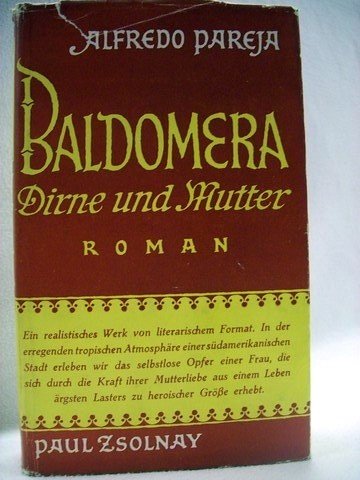 ALFREDO PAREJA
BALDOMERA
Dirne und Mutter
ROMAN
Ein realistisches Werk von literarischem Format. In der
erregenden tropischen Atmosphäre einer südamerikanischen
Stadt erleben wir das selbstlose Opfer einer Frau, die
sich durch die Kraft ihrer Mutterliebe aus einem Leben
ärgsten Lasters zu heroischer Größe erhebt.
PAUL ZSOLNAY